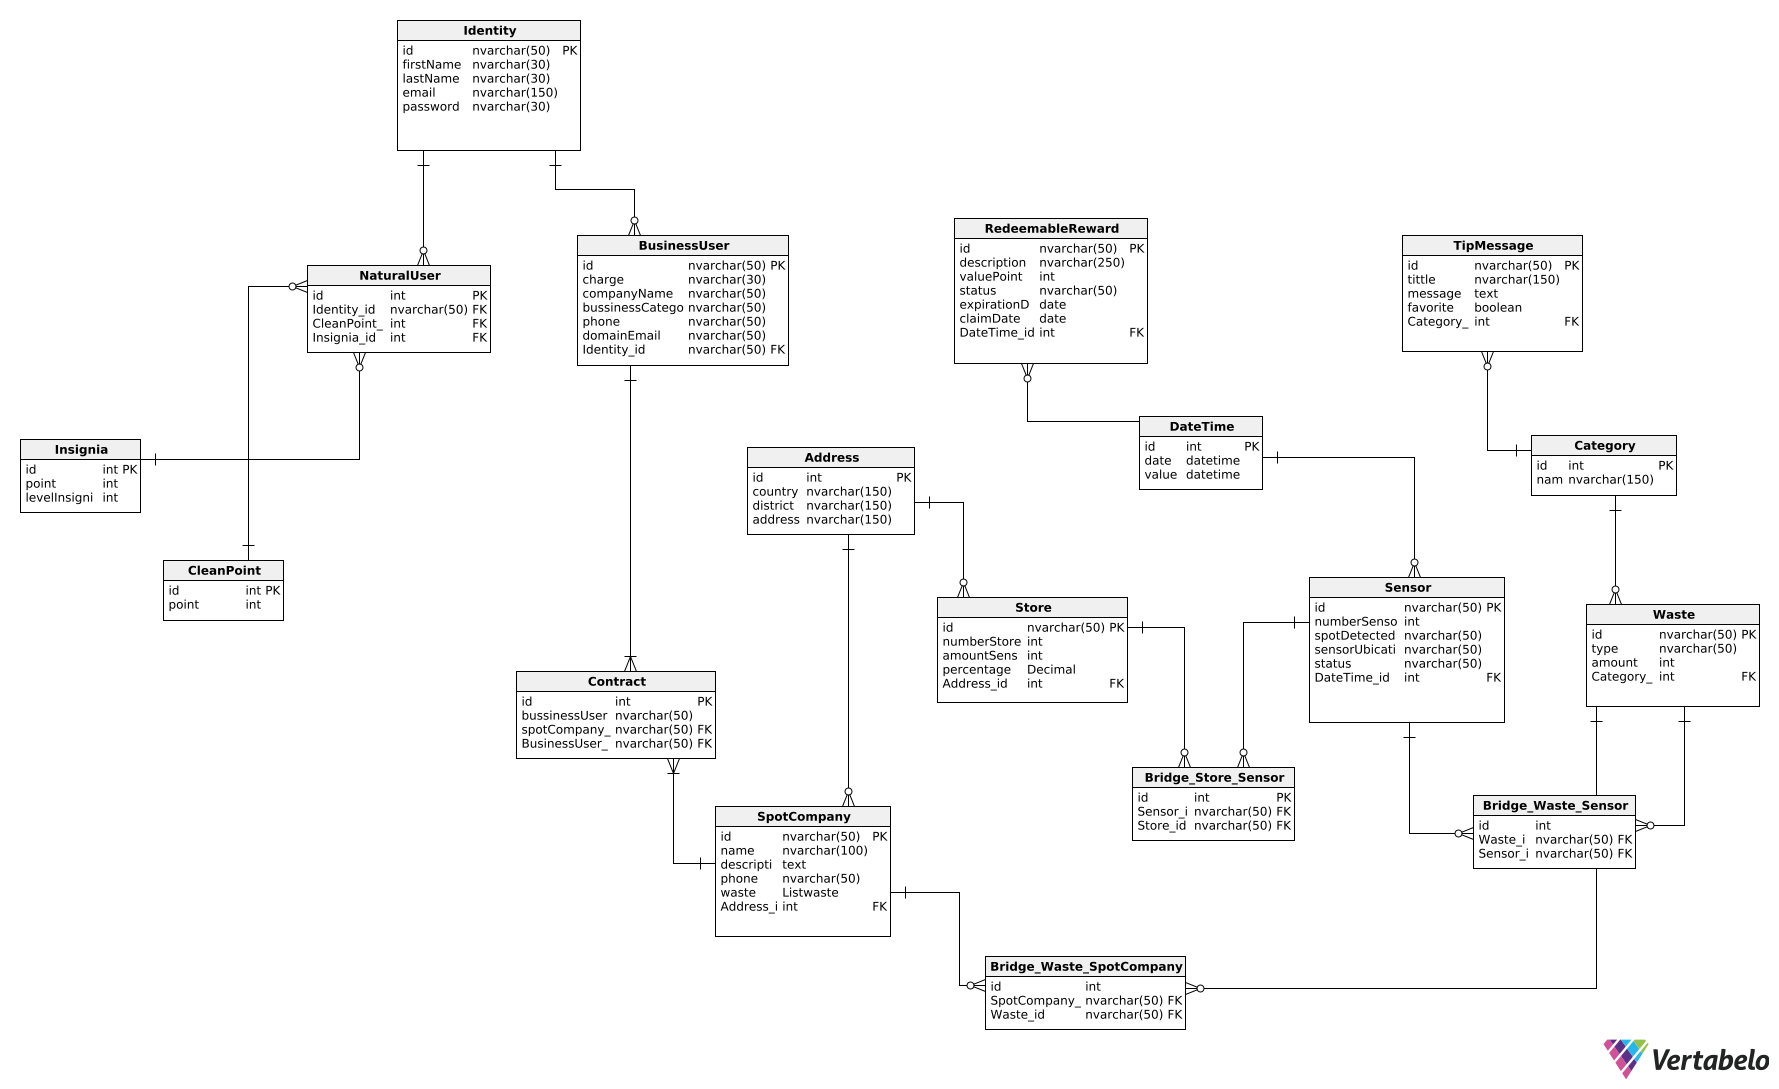 Identity
id nvarchar(50) PK
firstName nvarchar(30)
lastName nvarchar(30)
email nvarchar(150)
password nvarchar(30)
NaturalUser
id int PK
Identity_id nvarchar(50) FK
CleanPoint_ int FK
Insignia_id int FK
BusinessUser
id nvarchar(50) PK
charge nvarchar(30)
companyName nvarchar(50)
bussinessCatego nvarchar(50)
phone nvarchar(50)
domainEmail nvarchar(50)
Identity_id nvarchar(50) FK
RedeemableReward
id nvarchar(50) PK
description nvarchar(250)
valuePoint int
status nvarchar(50)
expirationD date
claimDate date
DateTime_id int FK
TipMessage
id nvarchar(50) PK
tittle nvarchar(150)
message text
favorite boolean
Category_ int FK
Insignia
id int PK
point int
levelInsigni int
CleanPoint
id int PK
point int
Address
id int PK
country nvarchar(150)
district nvarchar(150)
address nvarchar(150)
DateTime
id int PK
date datetime
value datetime
Category
id int PK
nam nvarchar(150)
Store
id nvarchar(50) PK
numberStore int
amountSens int
percentage Decimal
Address_id int FK
Sensor
id nvarchar(50) PK
numberSenso int
spotDetected nvarchar(50)
sensorUbicati nvarchar(50)
status nvarchar(50)
DateTime_id int FK
Waste
id nvarchar(50) PK
type nvarchar(50)
amount int
Category_ int FK
Contract
id int PK
bussinessUser nvarchar(50)
spotCompany_ nvarchar(50) FK
BusinessUser_ nvarchar(50) FK
SpotCompany
id nvarchar(50) PK
name nvarchar(100)
descripti text
phone nvarchar(50)
waste Listwaste
Address_i int FK
Bridge_Store_Sensor
id int PK
Sensor_i nvarchar(50) FK
Store_id nvarchar(50) FK
Bridge_Waste_Sensor
id int
Waste_i nvarchar(50) FK
Sensor_i nvarchar(50) FK
Bridge_Waste_SpotCompany
id int
SpotCompany_ nvarchar(50) FK
Waste_id nvarchar(50) FK
Vertabelo